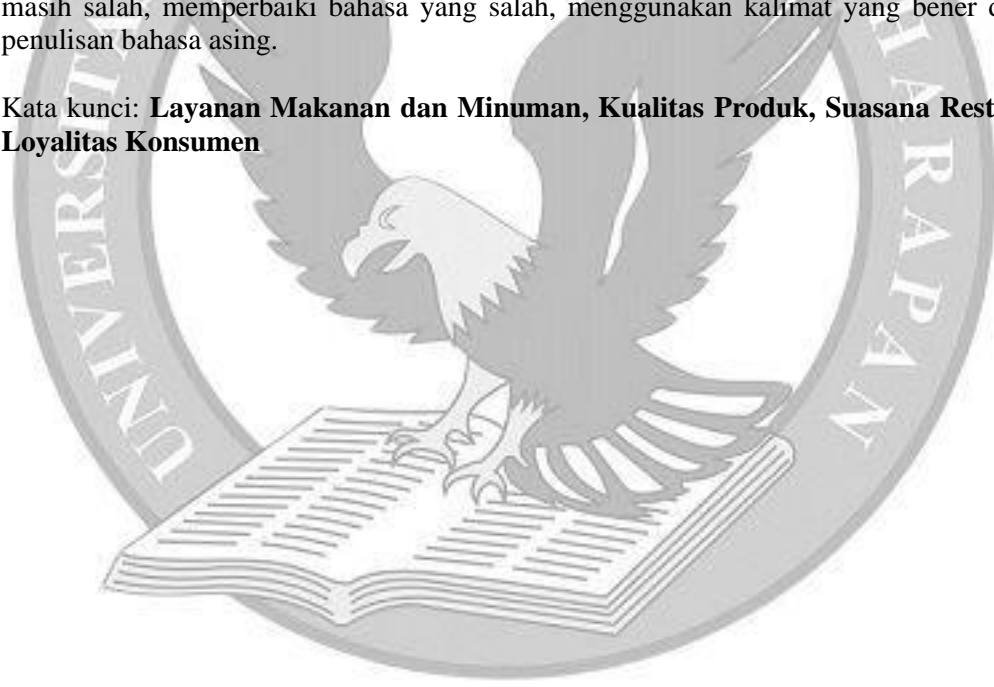 masih salah, memperbaiki bahasa yang salah, menggunakan kalimat yang bener
penulisan bahasa asing.
Kata kunci: Layanan Makanan dan Minuman, Kualitas Produk, Suasana
Loyalitas Konsumen
HARAPAN